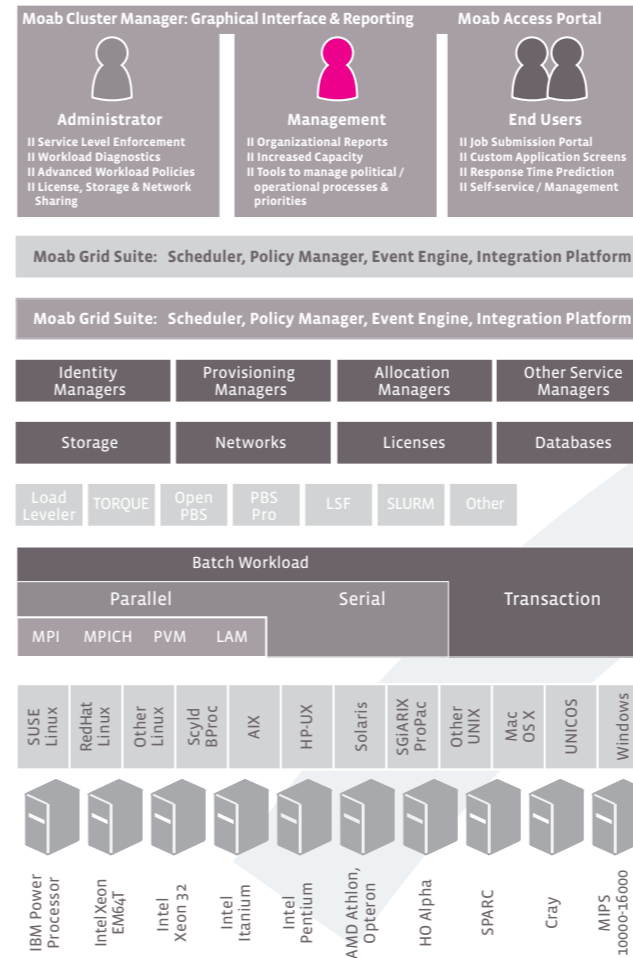 Moab Cluster Manager: Graphical Interface & Reporting
Moab Access Portal
Administrator
II Service Level Enforcement
II Workload Diagnostics
II Advanced Workload Policies
II License, Storage & Network
Sharing
Management
II Organizational Reports
II Increased Capacity
II Tools to manage political /
operational processes &
priorities
End Users
II Job Submission Portal
II Custom Application Screens
II Response Time Prediction
II Self-service / Management
Moab Grid Suite: Scheduler, Policy Manager, Event Engine, Integration Platform
Moab Grid Suite: Scheduler, Policy Manager, Event Engine, Integration Platform
Identity
Managers
Provisioning
Managers
Allocation
Managers
Other Service
Managers
Storage
Networks
Licenses
Databases
Load
Leveler
TORQUE
Open
PBS
PBS
Pro
LSF
SLURM
Other
Batch Workload
Parallel
Serial
Transaction
MPI
MPICH
PVM
LAM
SUSE
Linux
RedHat
Linux
Other
Linux
Scyld
BProc
AIX
HP-UX
Solaris
SGiARIX
ProPac
Other
UNIX
Mac
OS X
UNICOS
Windows
IBM Power
Processor
IntelXeon
EM64T
Intel
Xeon 32
Intel
Itanium
Intel
Pentium
AMD Athlon,
Opteron
HO Alpha
SPARC
Cray
MIPS
10000-16000